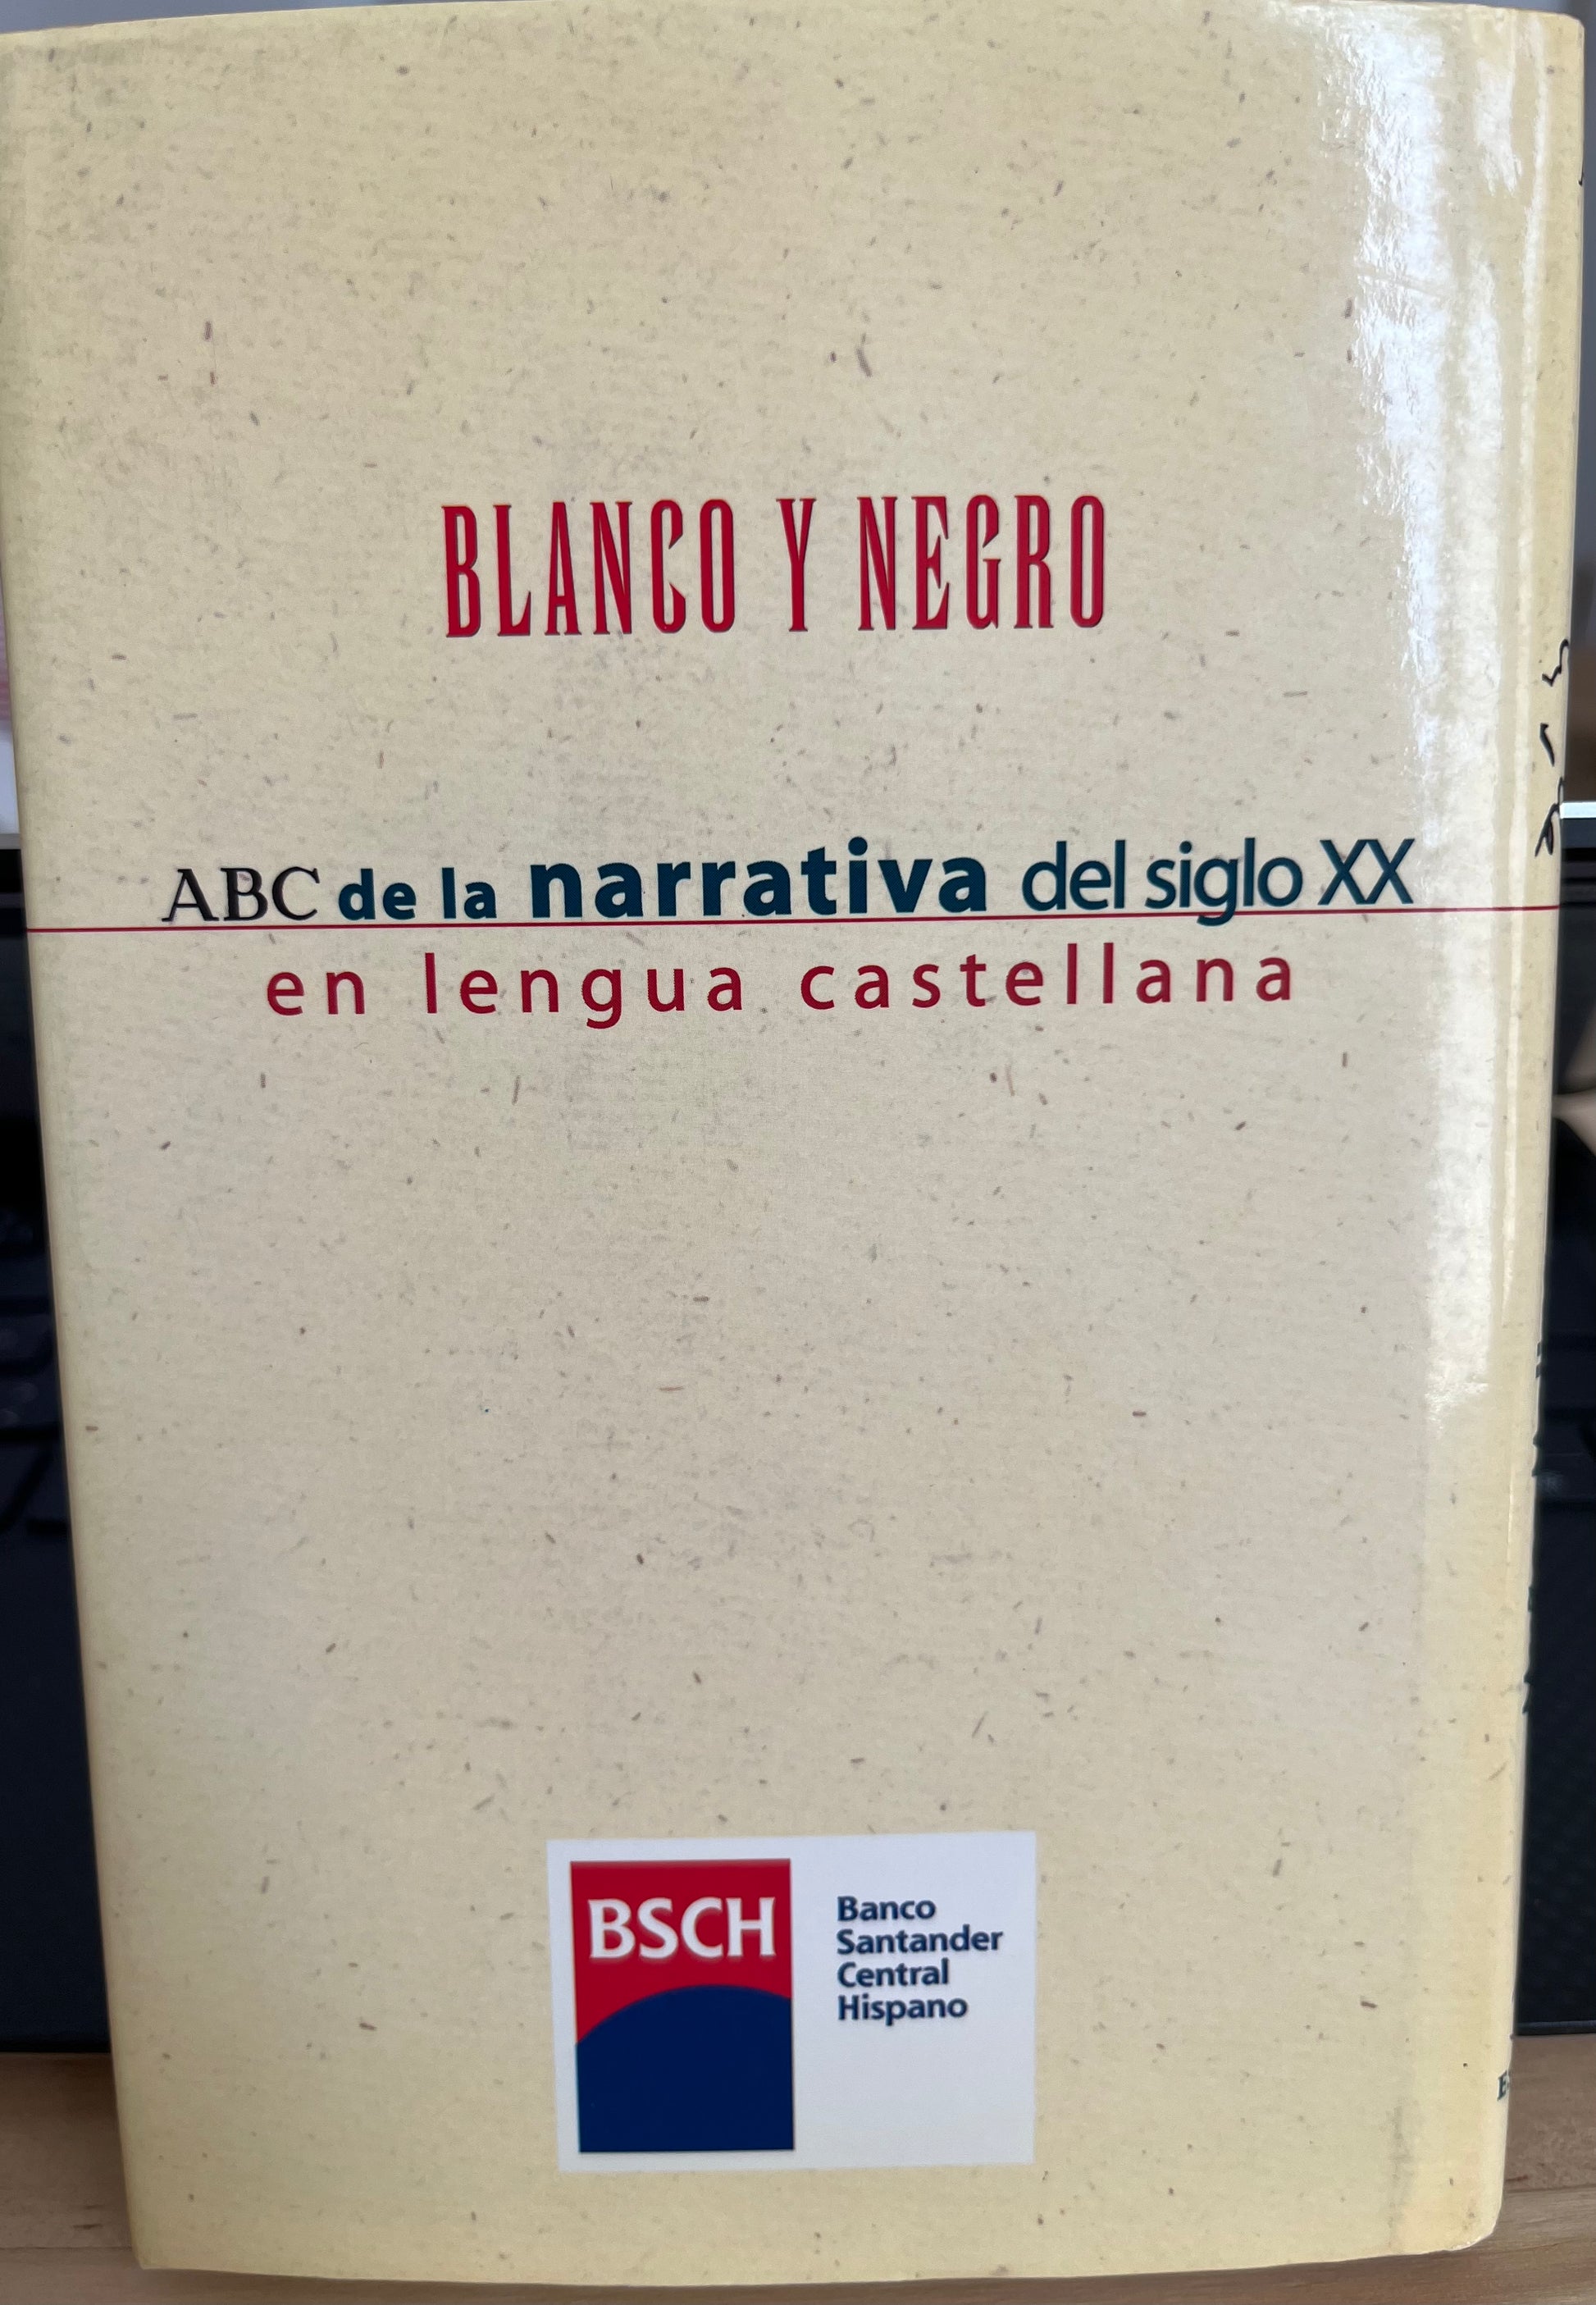 BLANCO Y NEGRO
ABC de la narrativa del siglo XX
en lengua castellana
BSCH
Banco
Santander
Central
Hispano